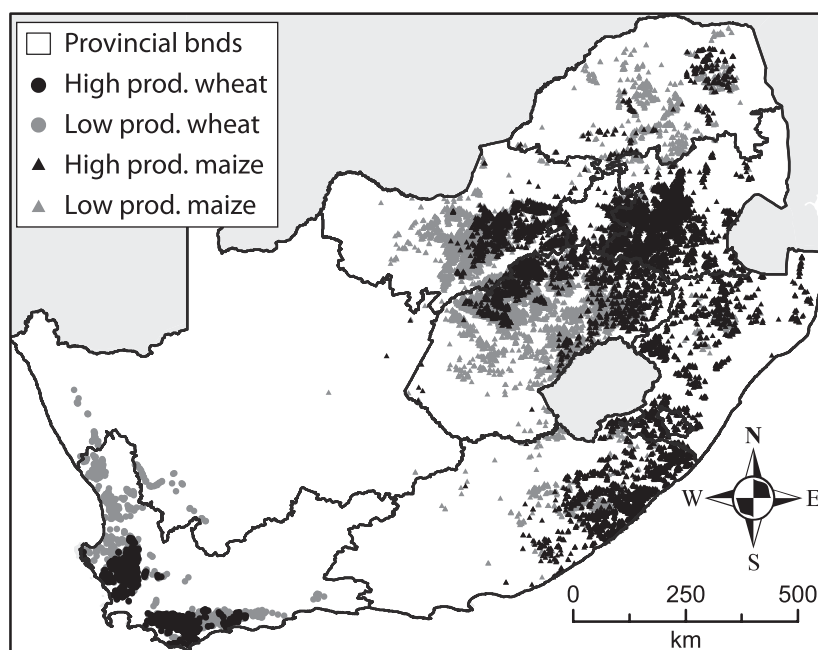 Provincial bnds
High prod. wheat
Low prod. wheat
High prod. maize
Low prod. maize
N
W E
S
0 250 500
km